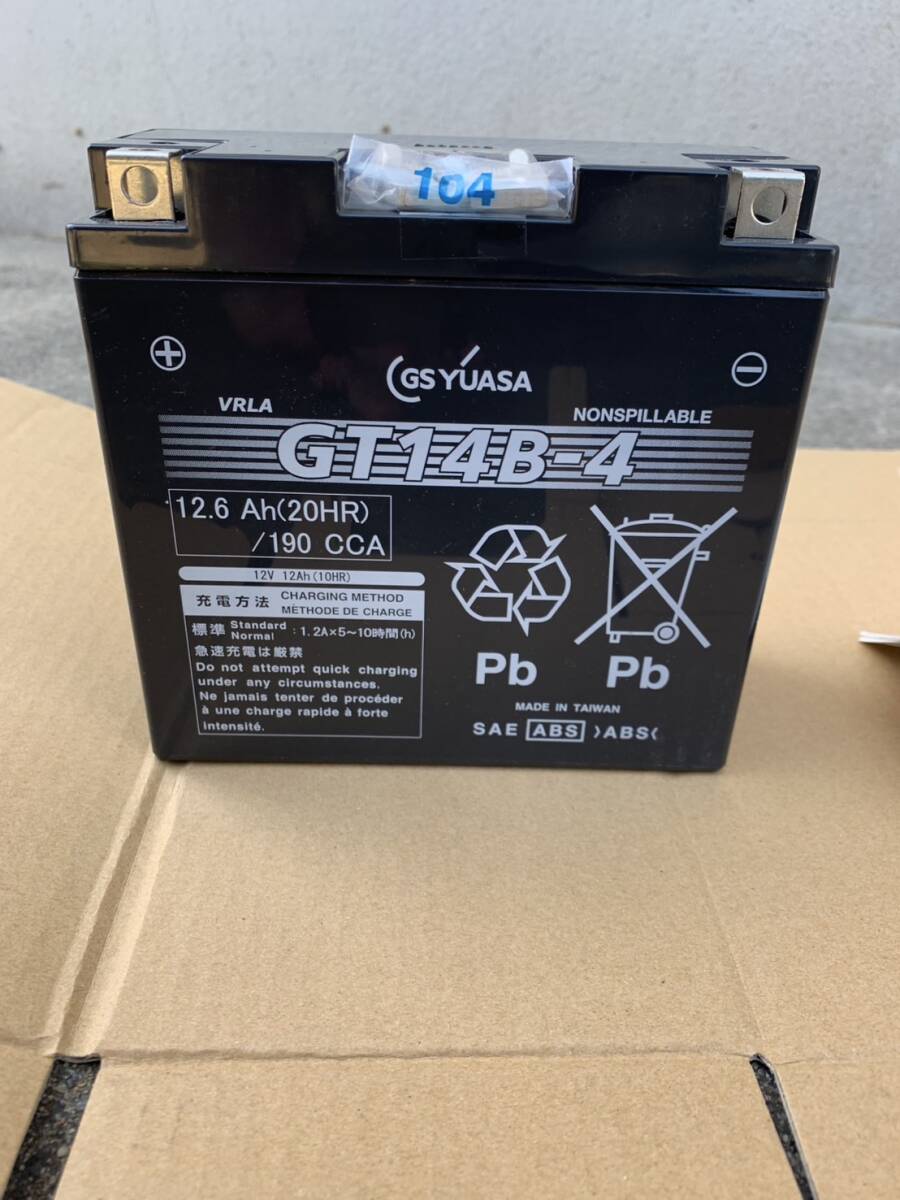 104
+
−
GS YUASA
VRLA
NONSPILLABLE
GT14B-4
12.6 Ah(20HR)
/190 CCA
12V 12Ah(10HR)
充電方法 CHARGING METHOD
MÉTHODE DE CHARGE
標準 Standard
Normal :1.2A×5~10時間(h)
急速充電は厳禁
Do not attempt quick charging
under any circumstances.
Ne jamais tenter de procéder
à une charge rapide à forte
intensité.
Pb
Pb
MADE IN TAIWAN
SAE ABS >ABS<